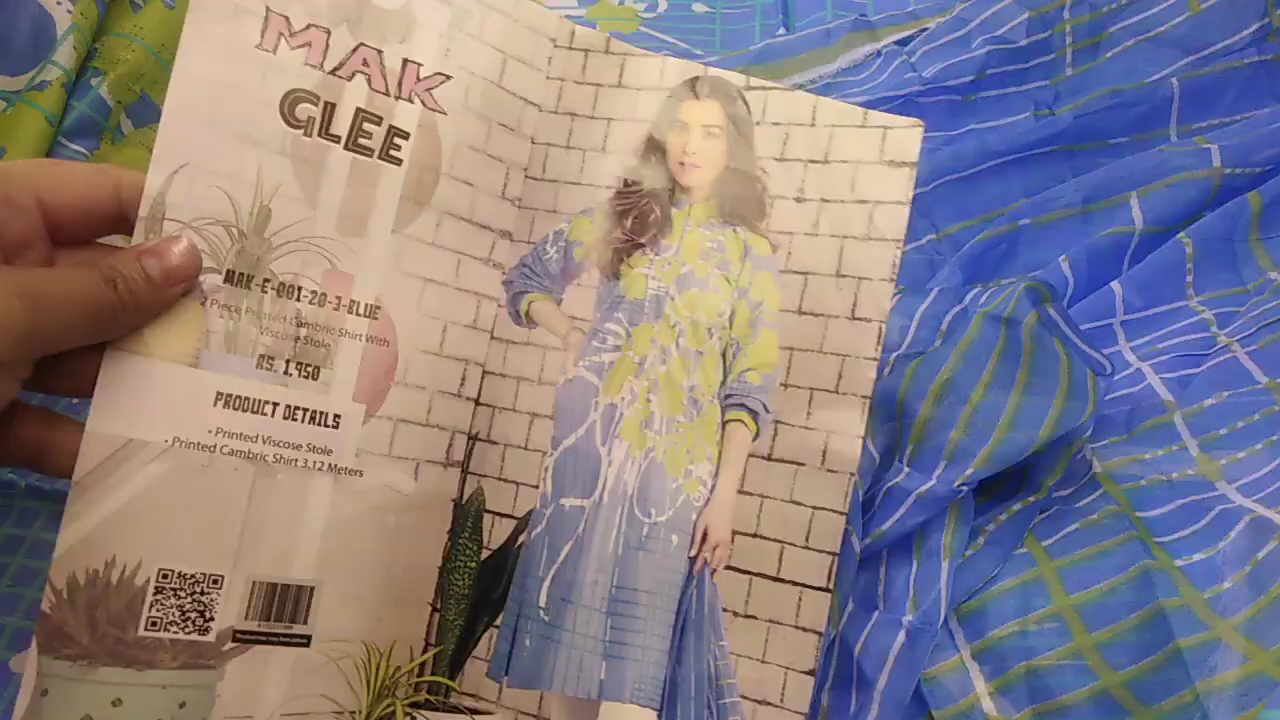 MAK
GLEE
MAK-E-001-20-3-BLUE
2 Piece Printed Cambric Shirt With
Viscose Stole
RS. 1,950
PRODUCT DETAILS
• Printed Viscose Stole
• Printed Cambric Shirt 3.12 Meters